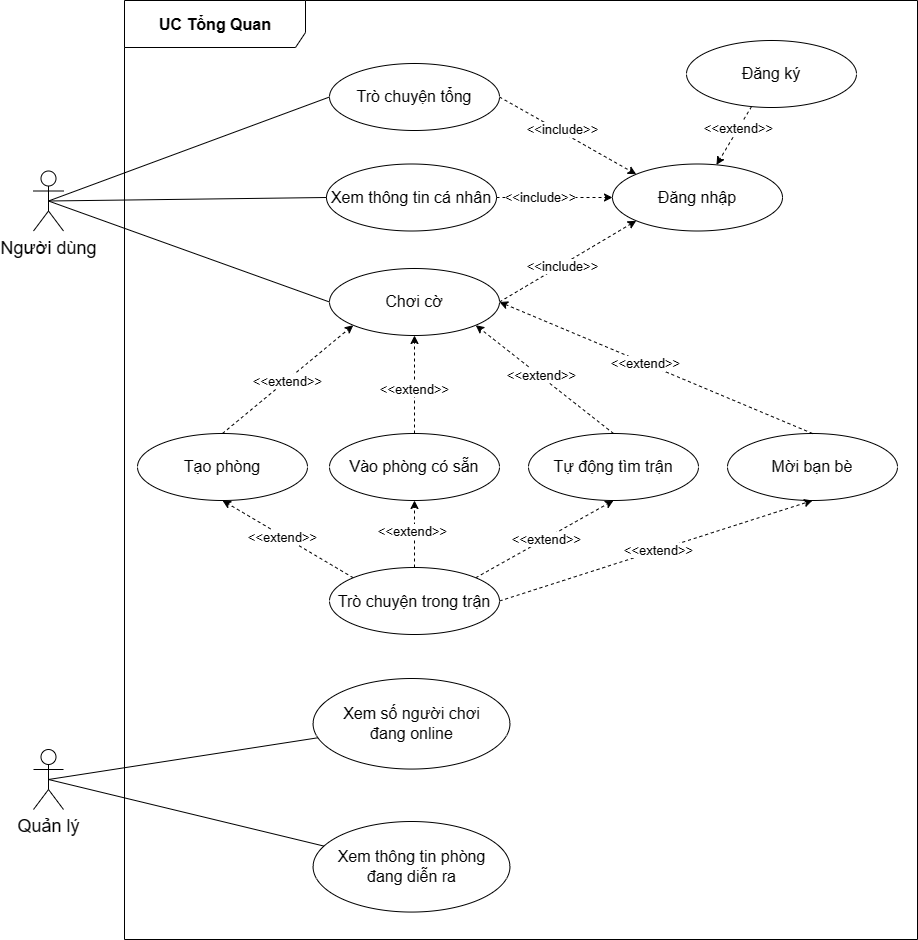 UC Tổng Quan
Đăng ký
Trò chuyện tổng
<<include>>
<<extend>>
Người dùng
Xem thông tin cá nhân
<<include>>
Đăng nhập
<<include>>
Chơi cờ
<<extend>>
<<extend>>
<<extend>>
<<extend>>
Tạo phòng
Vào phòng có sẵn
Tự động tìm trận
Mời bạn bè
<<extend>>
<<extend>>
<<extend>>
<<extend>>
Trò chuyện trong trận
Xem số người chơi
đang online
Quản lý
Xem thông tin phòng
đang diễn ra